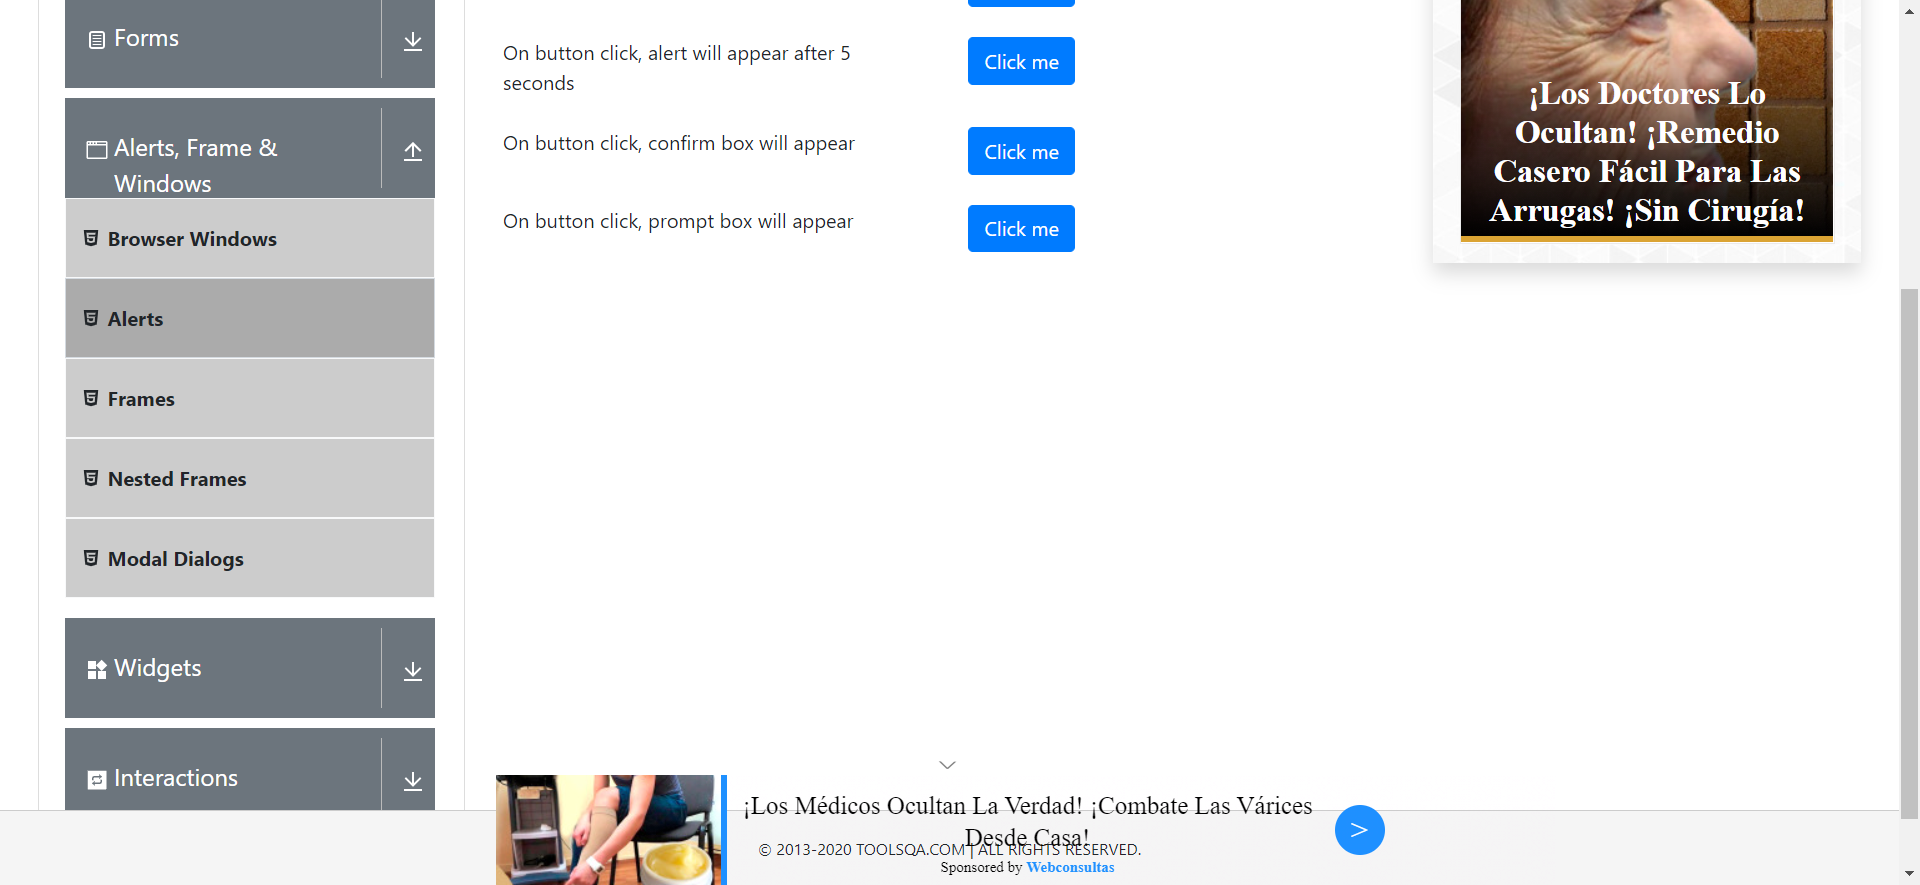 Forms
Alerts, Frame &
Windows
Browser Windows
Alerts
Frames
Nested Frames
Modal Dialogs
Widgets
Interactions
On button click, alert will appear after 5
seconds
Click me
On button click, confirm box will appear
Click me
On button click, prompt box will appear
Click me
¡Los Doctores Lo
Ocultan! ¡Remedio
Casero Fácil Para Las
Arrugas! ¡Sin Cirugía!
¡Los Médicos Ocultan La Verdad! ¡Combate Las Várices
Desde Casa!
>
© 2013-2020 TOOLSQA.COM | ALL RIGHTS RESERVED.
Sponsored by Webconsultas